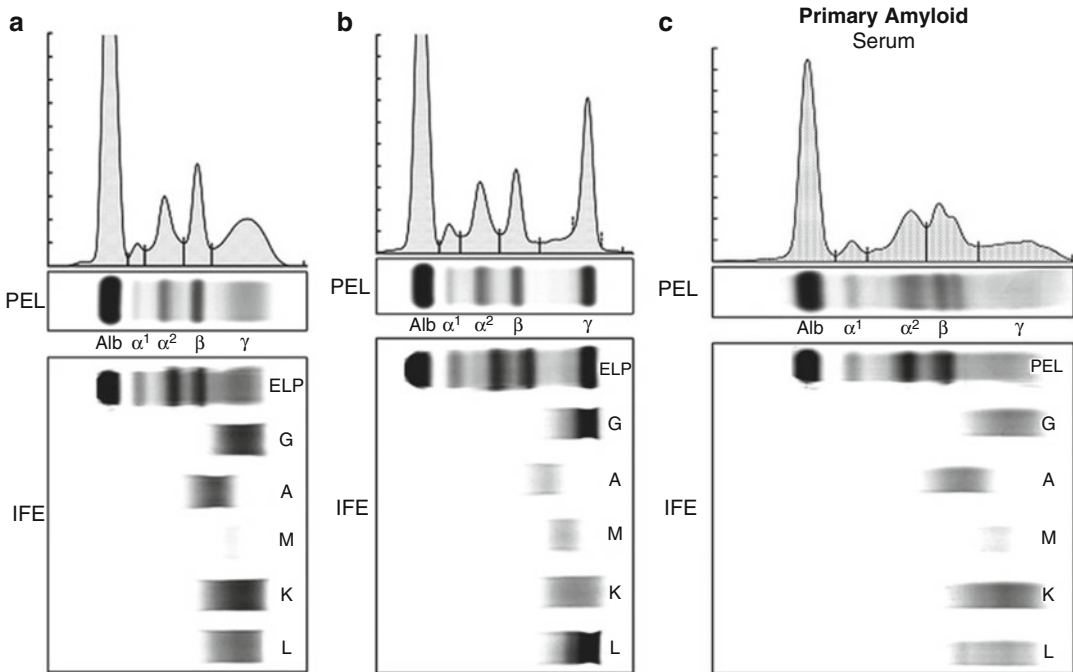 a
PEL
Alb α¹ α² β γ
ELP
G
A
IFE
M
K
L
b
PEL
Alb α¹ α² β γ
ELP
G
A
IFE
M
K
L
c
Primary Amyloid
Serum
PEL
Alb α¹ α² β γ
PEL
G
A
IFE
M
K
L